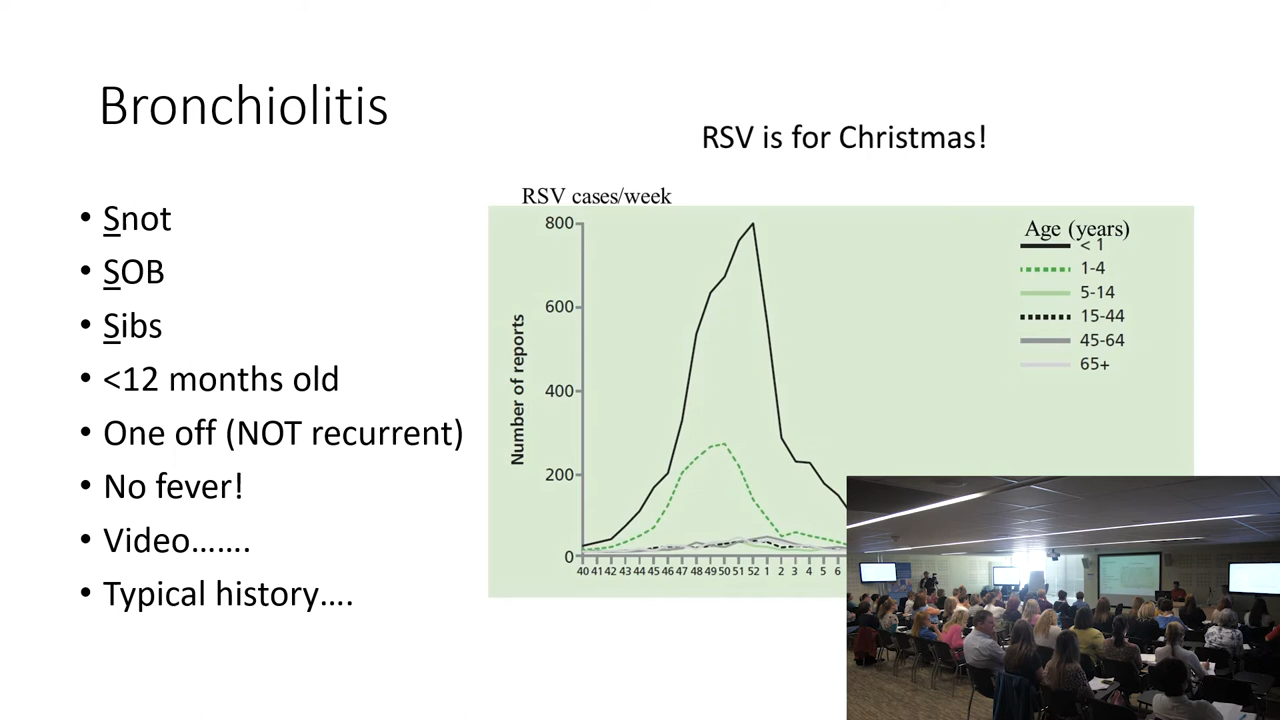 Bronchiolitis
RSV is for Christmas!
• Snot
• SOB
• Sibs
• <12 months old
• One off (NOT recurrent)
• No fever!
• Video…….
• Typical history….
RSV cases/week
Number of reports
800
600
400
200
0
40 41 42 43 44 45 46 47 48 49 50 51 52 1 2 3 4 5 6
Age (years)
< 1
1-4
5-14
15-44
45-64
65+